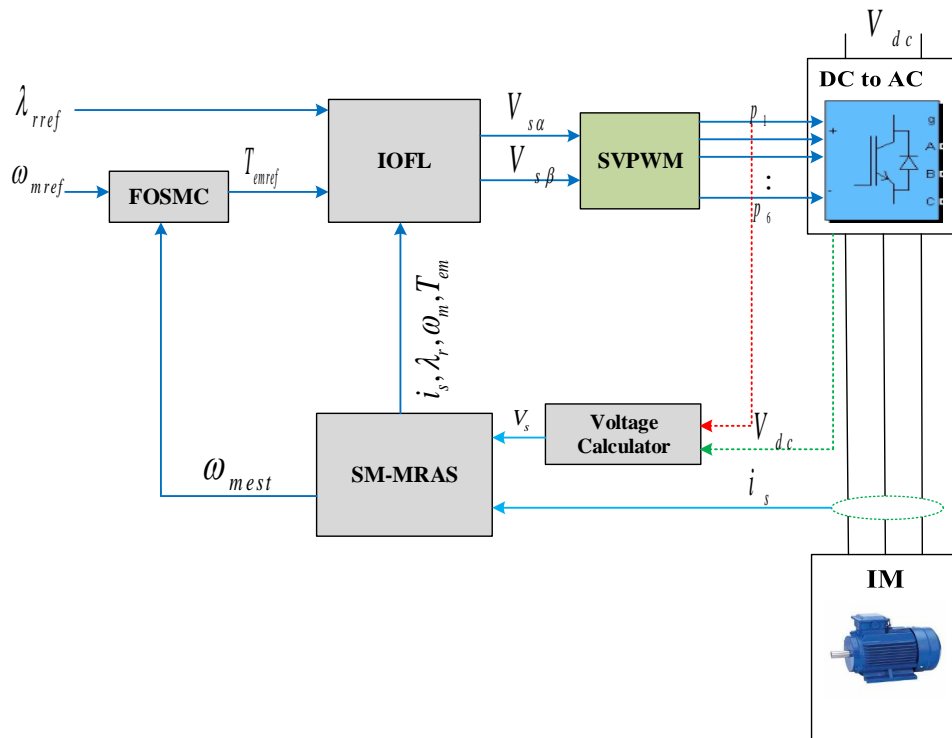 V dc
DC to AC
λ rref
V sα
p 1
g
+
A
IOFL
SVPWM
B
ω mref
T emref
V sβ
:
-
C
FOSMC
p 6
i s , λ r , ω m , T em
V s
Voltage
Calculator
V dc
SM-MRAS
ω mest
i s
IM